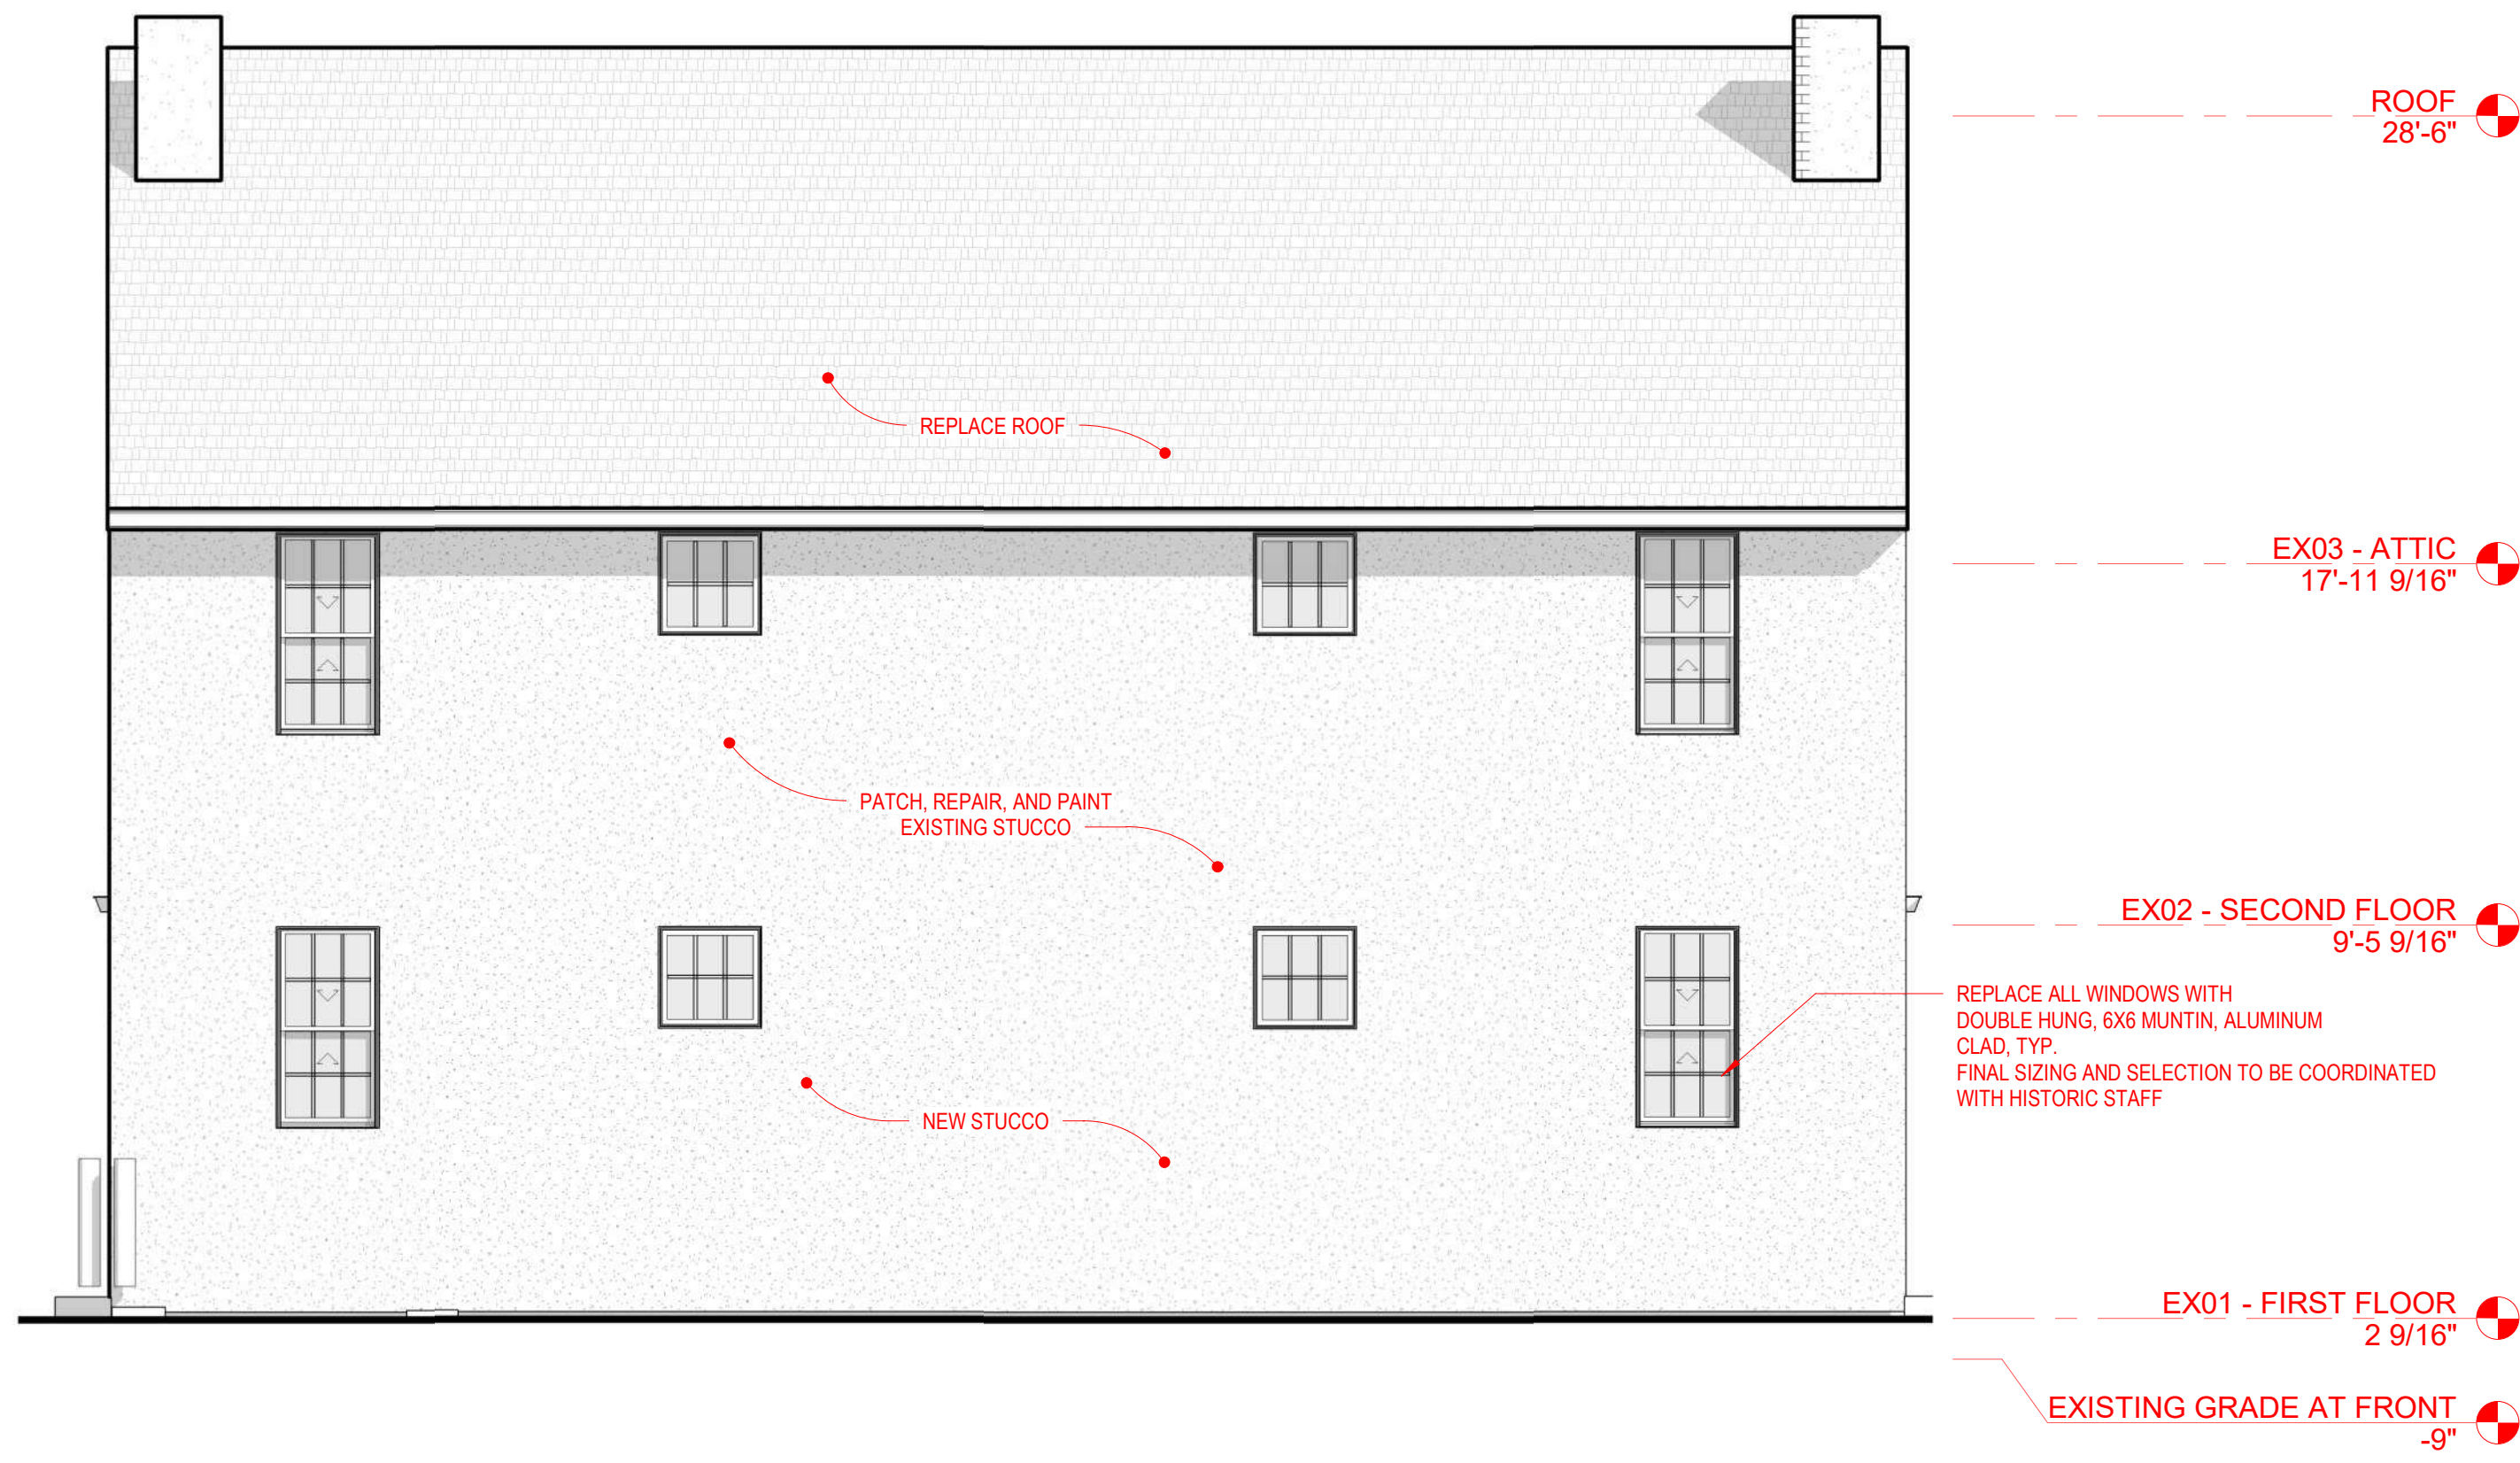 ROOF
28'-6"
REPLACE ROOF
EX03 - ATTIC
17'-11 9/16"
PATCH, REPAIR, AND PAINT
EXISTING STUCCO
EX02 - SECOND FLOOR
9'-5 9/16"
REPLACE ALL WINDOWS WITH
DOUBLE HUNG, 6X6 MUNTIN, ALUMINUM
CLAD, TYP.
FINAL SIZING AND SELECTION TO BE COORDINATED
WITH HISTORIC STAFF
NEW STUCCO
EX01 - FIRST FLOOR
2 9/16"
EXISTING GRADE AT FRONT
-9"